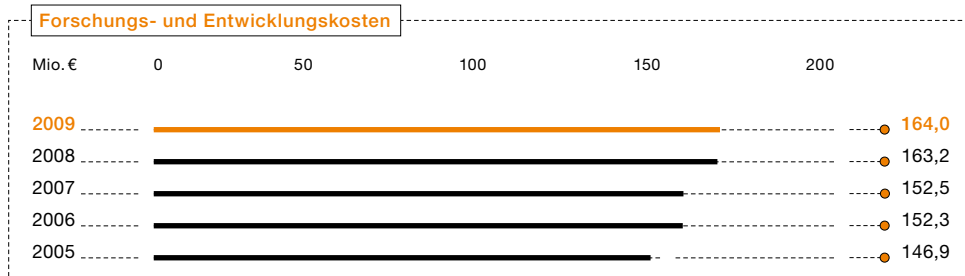 Forschungs- und Entwicklungskosten
Mio. € 0 50 100 150 200
2009 164,0
2008 163,2
2007 152,5
2006 152,3
2005 146,9